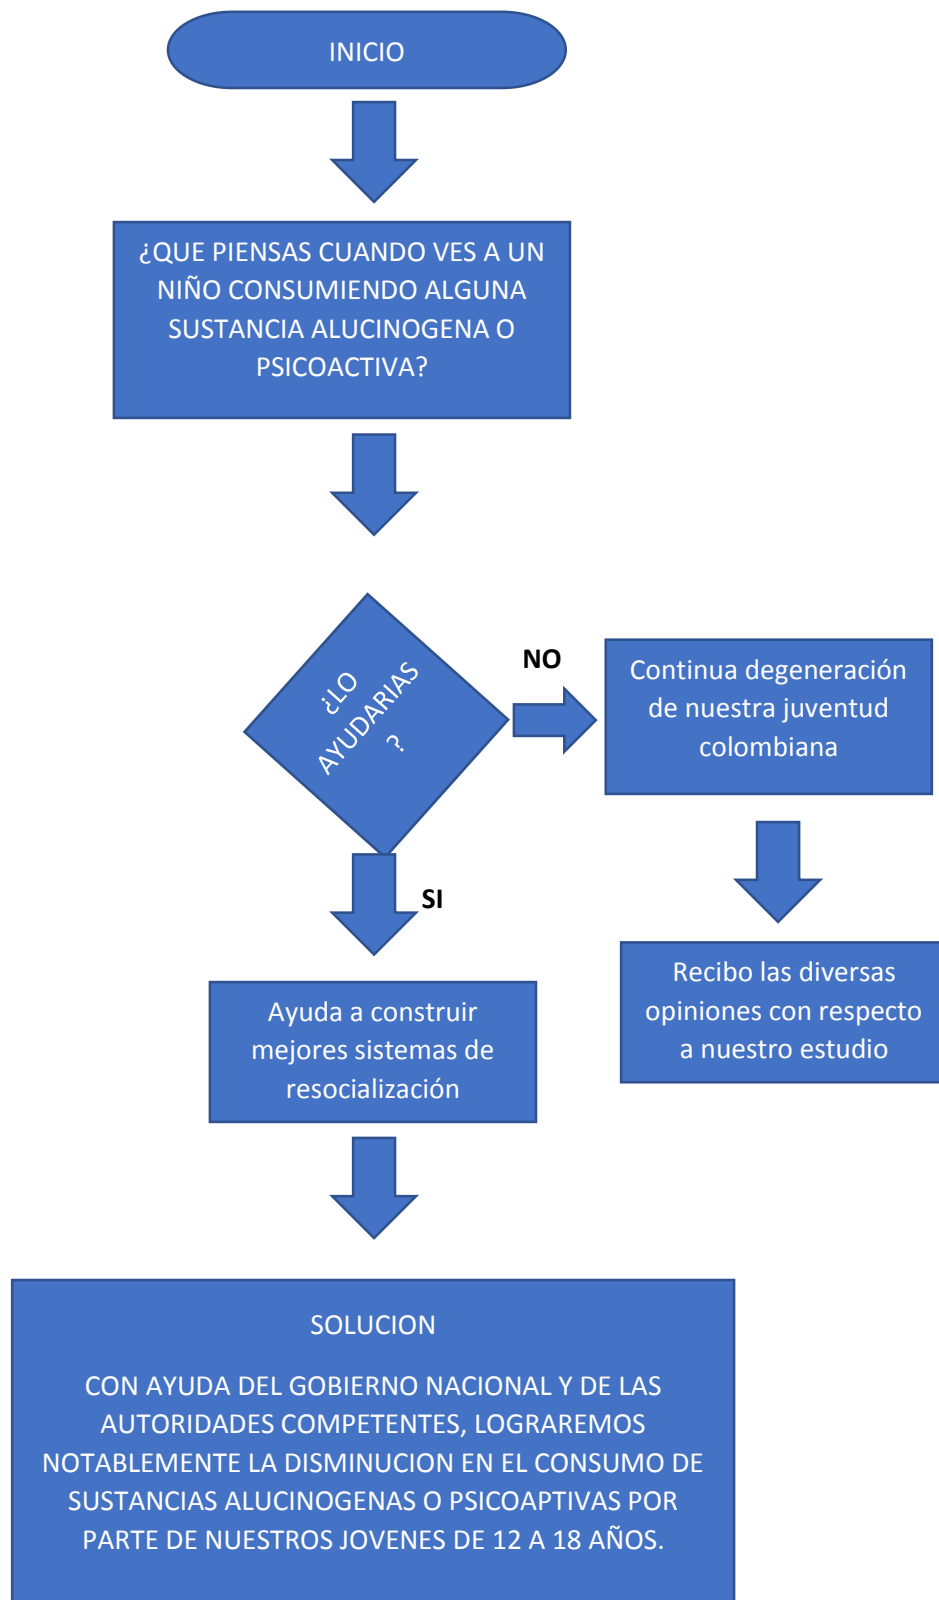 INICIO
¿QUE PIENSAS CUANDO VES A UN
NIÑO CONSUMIENDO ALGUNA
SUSTANCIA ALUCINOGENA O
PSICOACTIVA?
¿LO
AYUDARIAS
?
NO
Continua degeneración
de nuestra juventud
colombiana
SI
Recibo las diversas
opiniones con respecto
a nuestro estudio
Ayuda a construir
mejores sistemas de
resocialización
SOLUCION
CON AYUDA DEL GOBIERNO NACIONAL Y DE LAS
AUTORIDADES COMPETENTES, LOGRAREMOS
NOTABLEMENTE LA DISMINUCION EN EL CONSUMO DE
SUSTANCIAS ALUCINOGENAS O PSICOAPTIVAS POR
PARTE DE NUESTROS JOVENES DE 12 A 18 AÑOS.